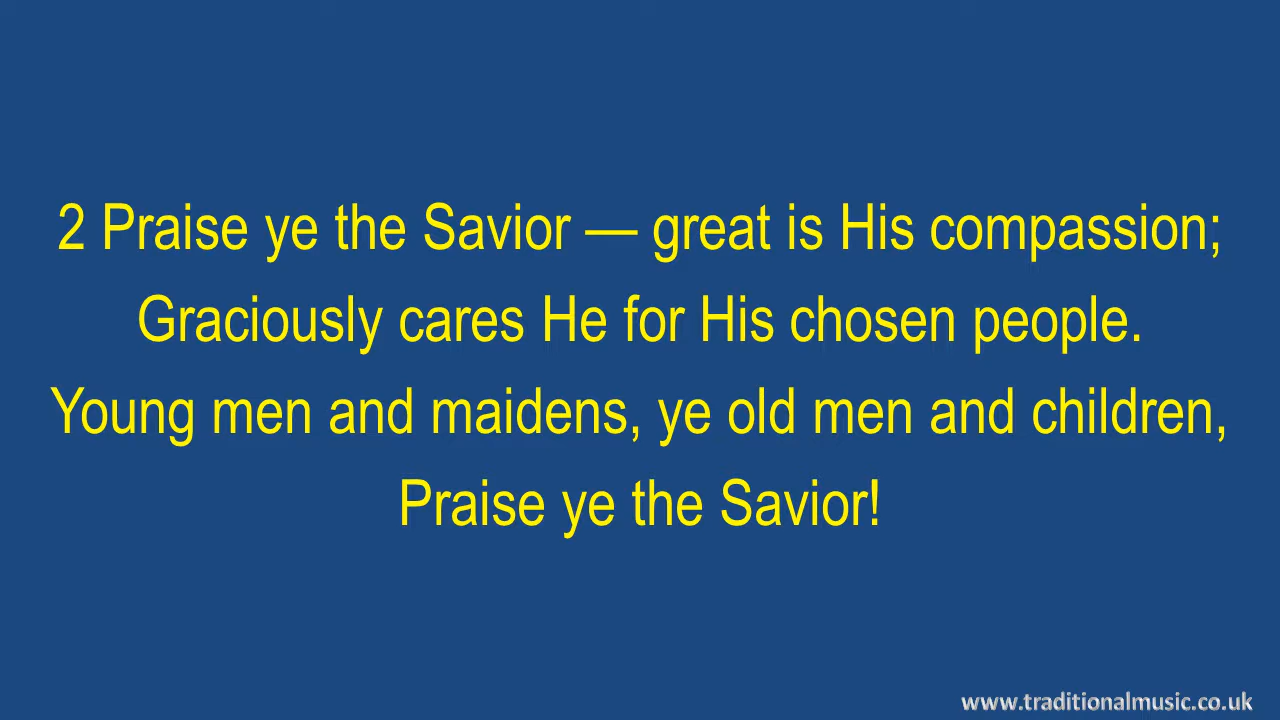 2 Praise ye the Savior — great is His compassion;
Graciously cares He for His chosen people.
Young men and maidens, ye old men and children,
Praise ye the Savior!
www.traditionalmusic.co.uk